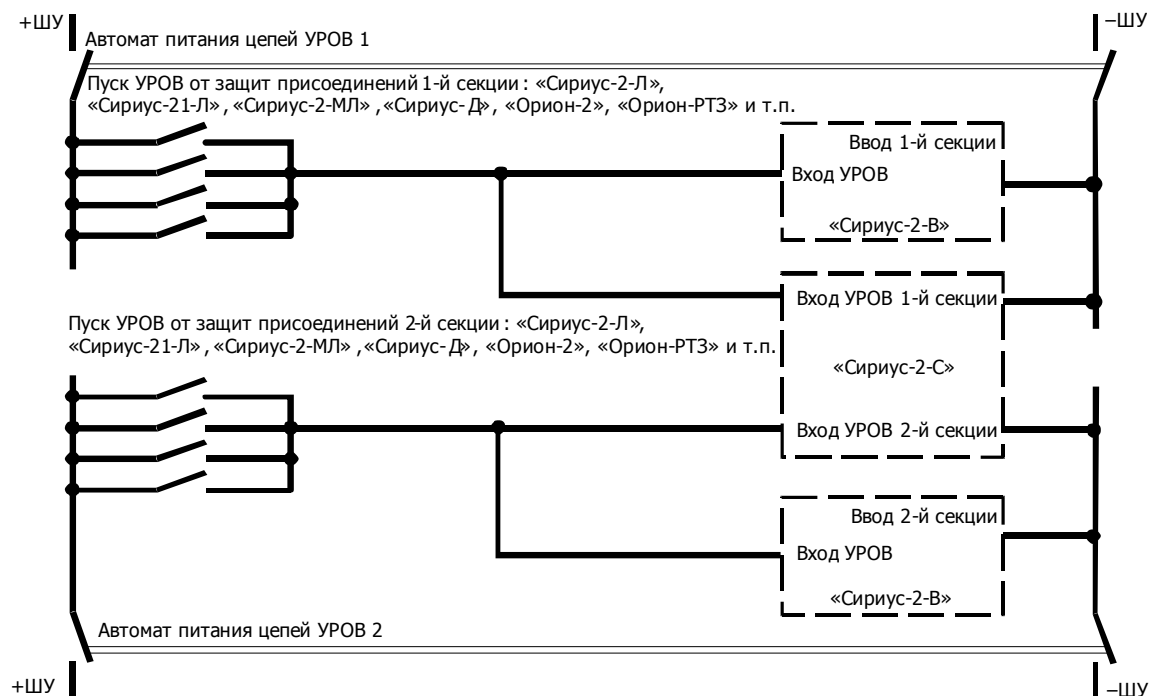 +ШУ
–ШУ
Автомат питания цепей УРОВ 1
Пуск УРОВ от защит присоединений 1-й секции : «Сириус-2-Л»,
«Сириус-21-Л» , «Сириус-2-МЛ» ,«Сириус- Д», «Орион-2», «Орион-РТЗ» и т.п.
Ввод 1-й секции
Вход УРОВ
«Сириус-2-В»
Вход УРОВ 1-й секции
Пуск УРОВ от защит присоединений 2-й секции : «Сириус-2-Л»,
«Сириус-21-Л» , «Сириус-2-МЛ» ,«Сириус- Д», «Орион-2», «Орион-РТЗ» и т.п.
«Сириус-2-С»
Вход УРОВ 2-й секции
Ввод 2-й секции
Вход УРОВ
«Сириус-2-В»
Автомат питания цепей УРОВ 2
+ШУ
–ШУ